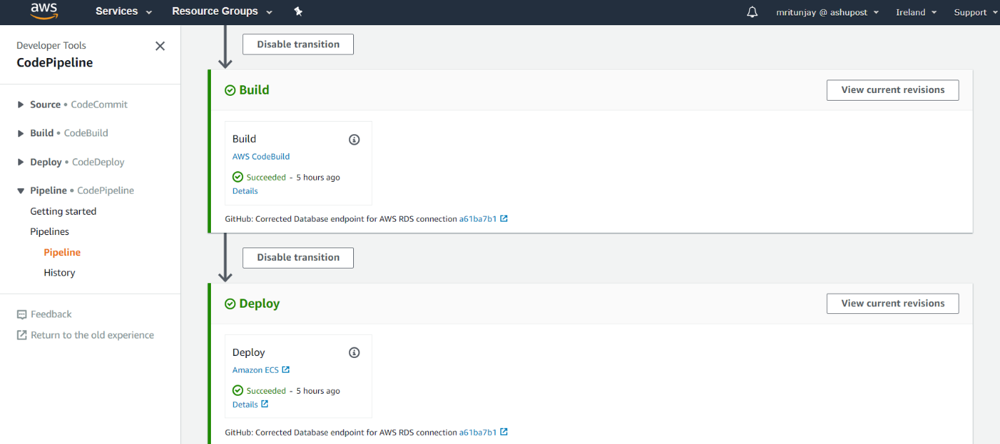 aws Services Resource Groups mritunjay @ ashupost Ireland Support
Developer Tools
CodePipeline
Source • CodeCommit
Build • CodeBuild
Deploy • CodeDeploy
Pipeline • CodePipeline
Getting started
Pipelines
Pipeline
History
Feedback
Return to the old experience
Disable transition
Build
View current revisions
Build
AWS CodeBuild
Succeeded - 5 hours ago
Details
GitHub: Corrected Database endpoint for AWS RDS connection a61ba7b1
Disable transition
Deploy
View current revisions
Deploy
Amazon ECS
Succeeded - 5 hours ago
Details
GitHub: Corrected Database endpoint for AWS RDS connection a61ba7b1